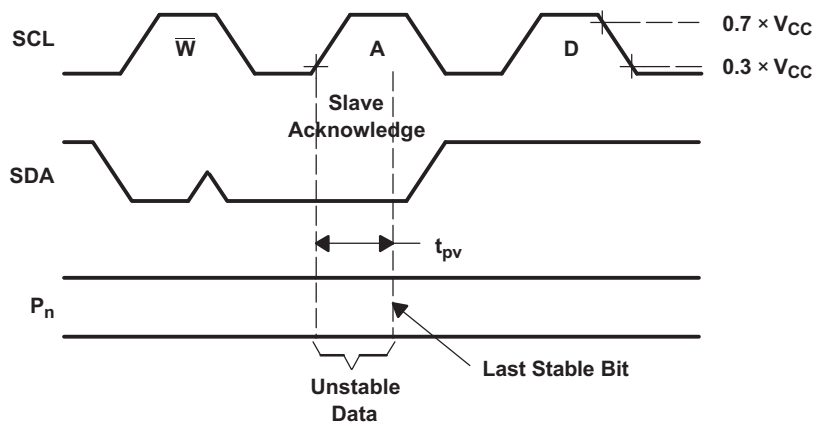 SCL
W̅
A
D
0.7 × VCC
0.3 × VCC
Slave
Acknowledge
SDA
tpv
Pn
Last Stable Bit
Unstable
Data